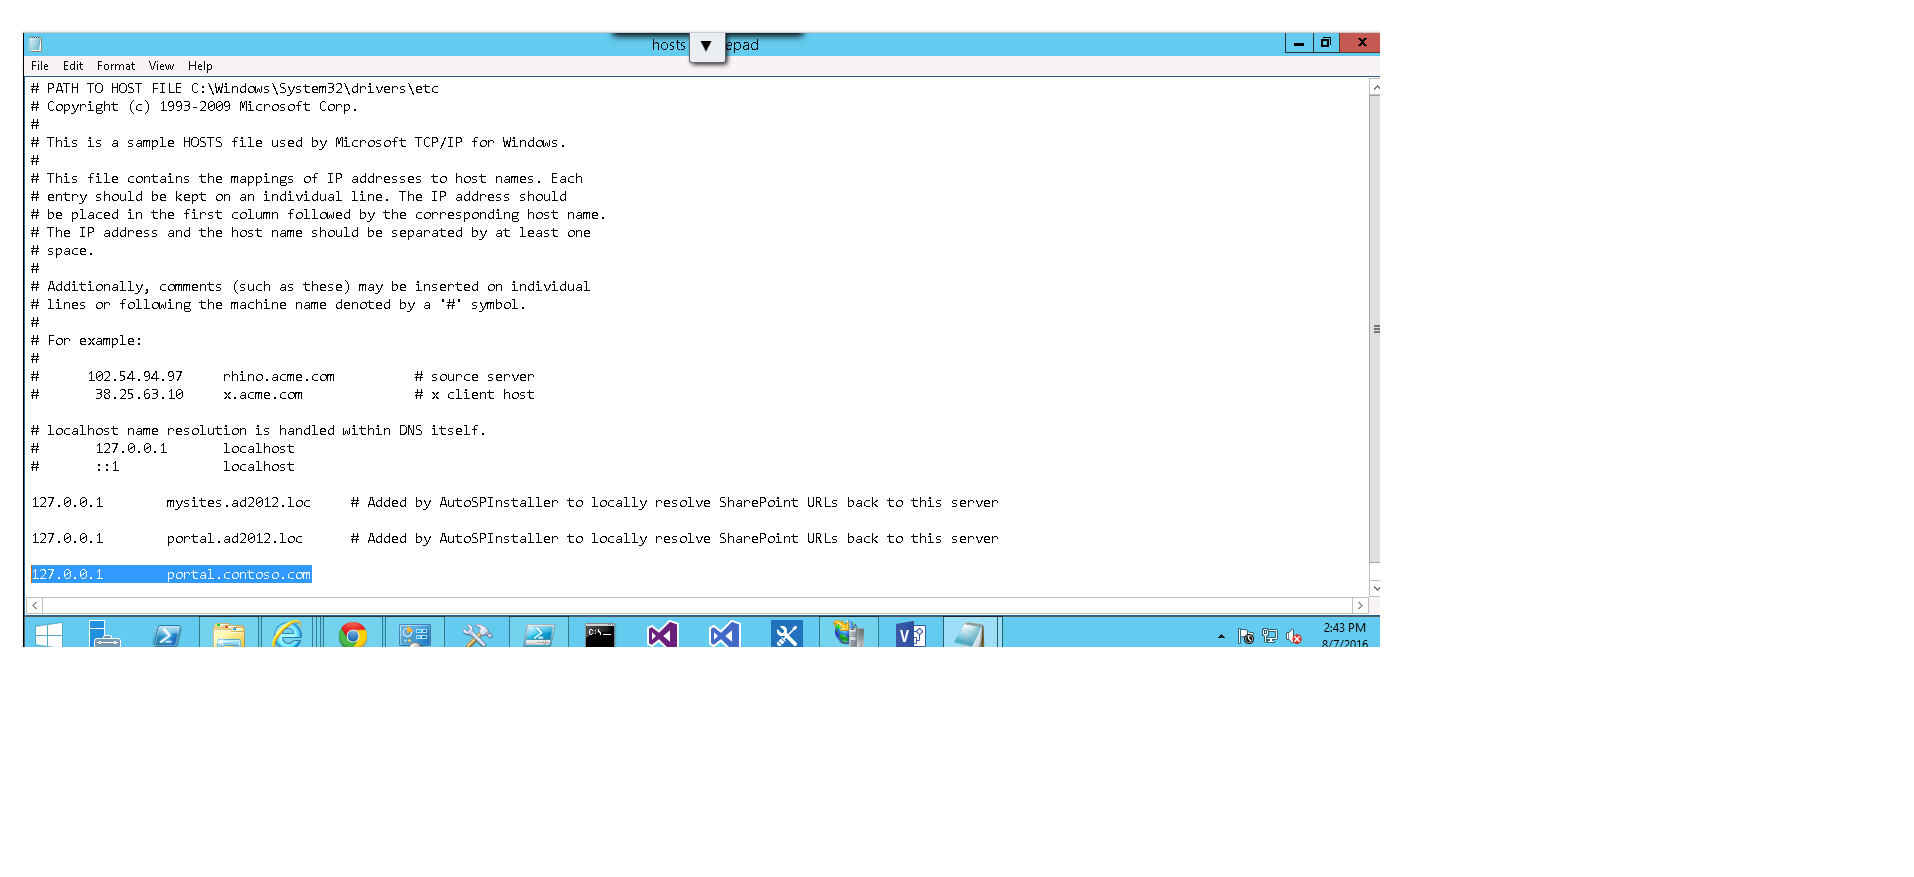 hosts epad
File Edit Format View Help
# PATH TO HOST FILE C:\Windows\System32\drivers\etc
# Copyright (c) 1993-2009 Microsoft Corp.
#
# This is a sample HOSTS file used by Microsoft TCP/IP for Windows.
#
# This file contains the mappings of IP addresses to host names. Each
# entry should be kept on an individual line. The IP address should
# be placed in the first column followed by the corresponding host name.
# The IP address and the host name should be separated by at least one
# space.
#
# Additionally, comments (such as these) may be inserted on individual
# lines or following the machine name denoted by a '#' symbol.
#
# For example:
#
#      102.54.94.97     rhino.acme.com          # source server
#       38.25.63.10     x.acme.com              # x client host
# localhost name resolution is handled within DNS itself.
#       127.0.0.1       localhost
#       ::1             localhost
127.0.0.1        mysites.ad2012.loc     # Added by AutoSPInstaller to locally resolve SharePoint URLs back to this server
127.0.0.1        portal.ad2012.loc      # Added by AutoSPInstaller to locally resolve SharePoint URLs back to this server
127.0.0.1        portal.contoso.com
2:43 PM
8/7/2016